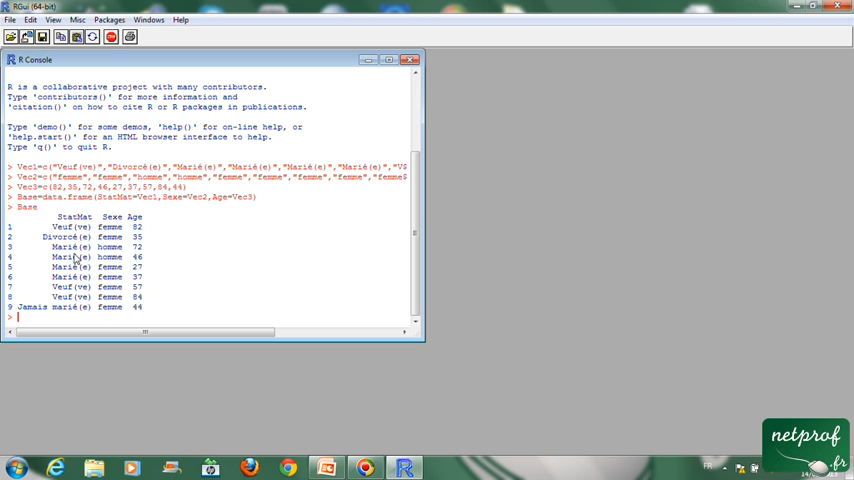 RGui (64-bit)
File Edit View Misc Packages Windows Help
R Console
R is a collaborative project with many contributors.
Type 'contributors()' for more information and
'citation()' on how to cite R or R packages in publications.
Type 'demo()' for some demos, 'help()' for on-line help, or
'help.start()' for an HTML browser interface to help.
Type 'q()' to quit R.
> Vec1=c("Veuf(ve)","Divorcé(e)","Marié(e)","Marié(e)","Marié(e)","Marié(e)","V$
> Vec2=c("femme","femme","homme","homme","femme","femme","femme","femme","femme$
> Vec3=c(82,35,72,46,27,37,57,84,44)
> Base=data.frame(StatMat=Vec1,Sexe=Vec2,Age=Vec3)
> Base
StatMat Sexe Age
1 Veuf(ve) femme 82
2 Divorcé(e) femme 35
3 Marié(e) homme 72
4 Marié(e) homme 46
5 Marié(e) femme 27
6 Marié(e) femme 37
7 Veuf(ve) femme 57
8 Veuf(ve) femme 84
9 Jamais marié(e) femme 44
>
netprof
.fr
FR